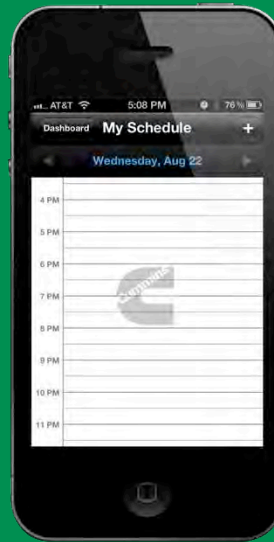 AT&T 5:08 PM 76%
Dashboard My Schedule +
Wednesday, Aug 22
4 PM
5 PM
6 PM
Cummins
7 PM
8 PM
9 PM
10 PM
11 PM